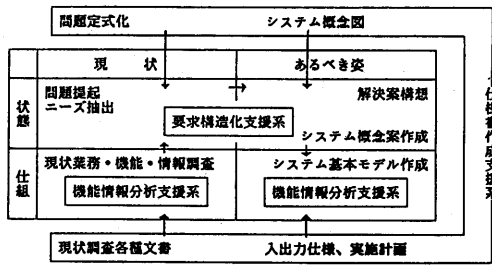 問題定式化 システム概念図
現状 あるべき姿
状態
問題提起 解決案構想
ニーズ抽出
要求構造化支援系
システム概念案作成
仕組
現状業務・機能・情報調査 システム基本モデル作成
機能情報分析支援系 機能情報分析支援系
現状調査各種文書 入出力仕様、実施計画
仕様書作成支援系